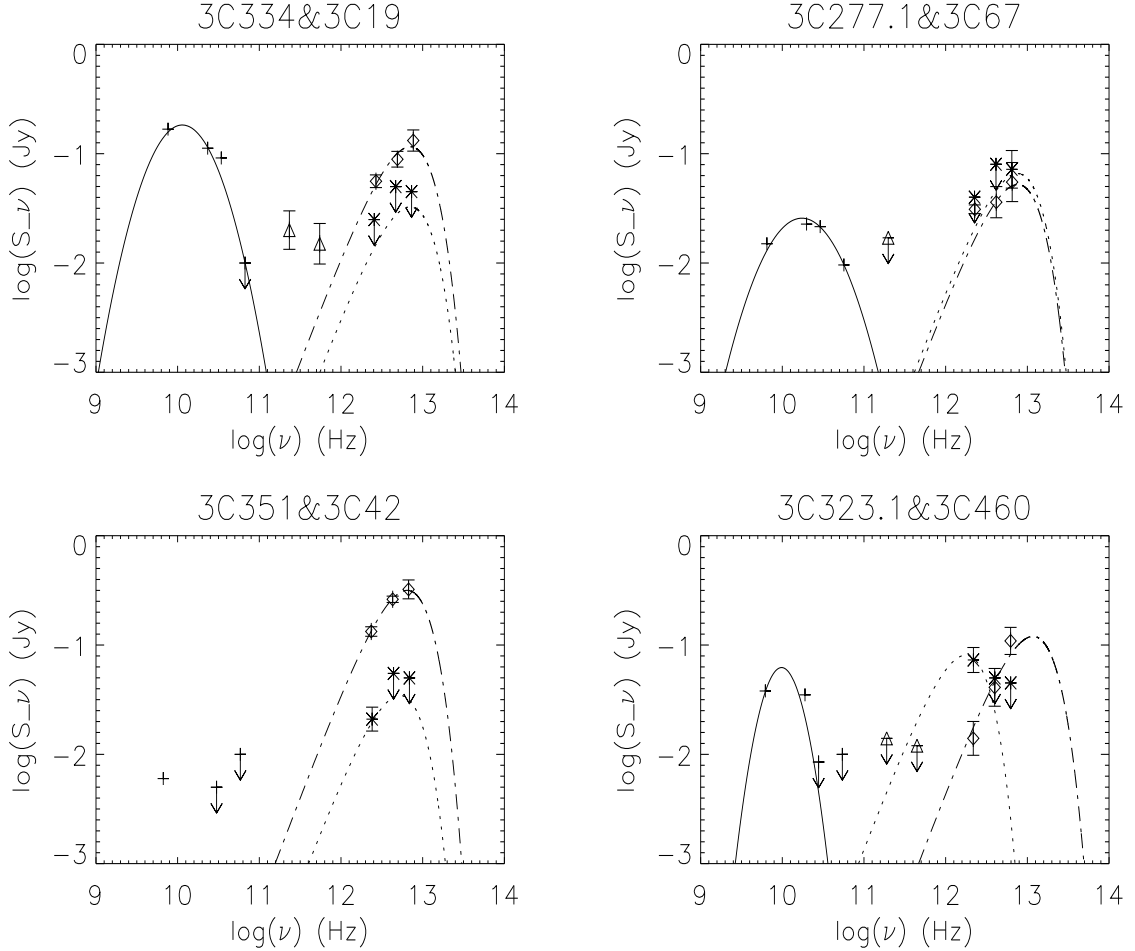 3C334&3C19
0
−1
−2
−3
log(S_ν) (Jy)
9 10 11 12 13 14
log(ν) (Hz)
3C277.1&3C67
0
−1
−2
−3
log(S_ν) (Jy)
9 10 11 12 13 14
log(ν) (Hz)
3C351&3C42
0
−1
−2
−3
log(S_ν) (Jy)
9 10 11 12 13 14
log(ν) (Hz)
3C323.1&3C460
0
−1
−2
−3
log(S_ν) (Jy)
9 10 11 12 13 14
log(ν) (Hz)